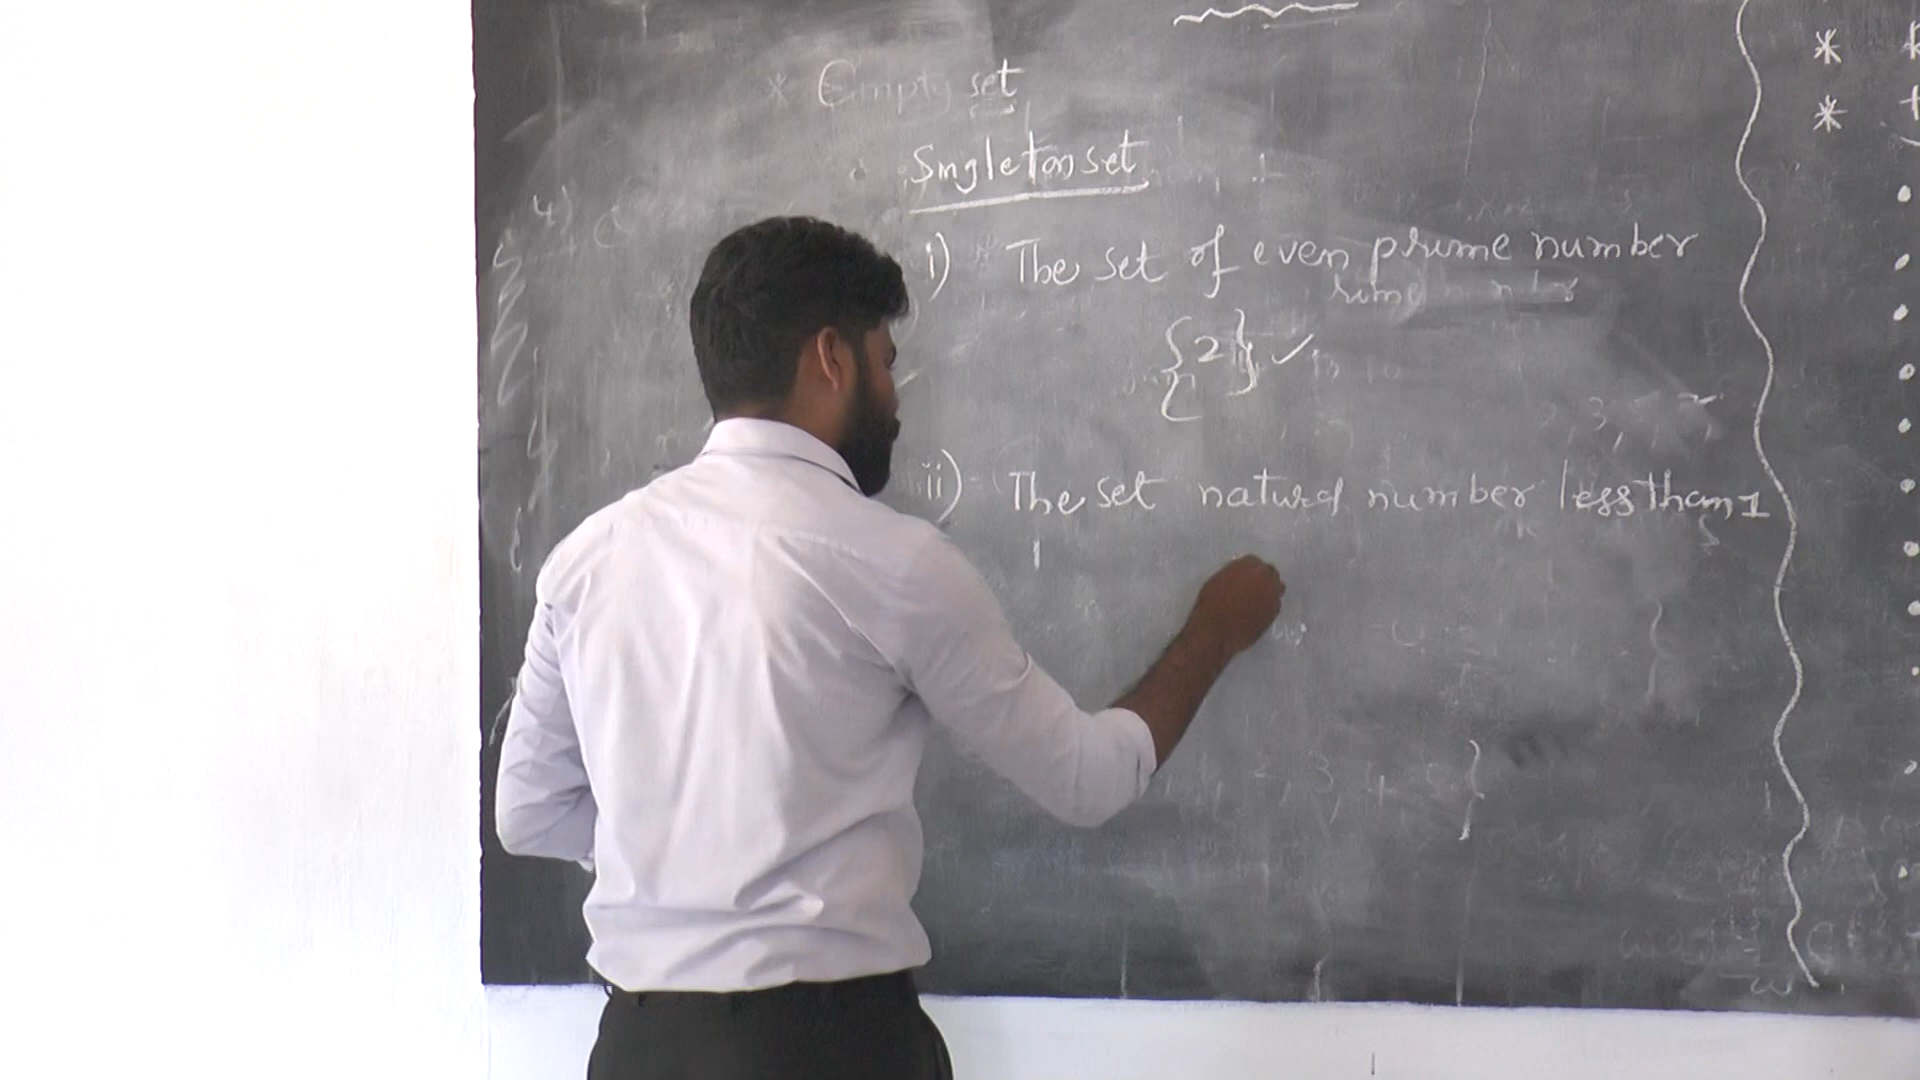 * Empty set
Singleton set
i) The set of even prime number
{2} ✓
ii) The set natural number less than 1